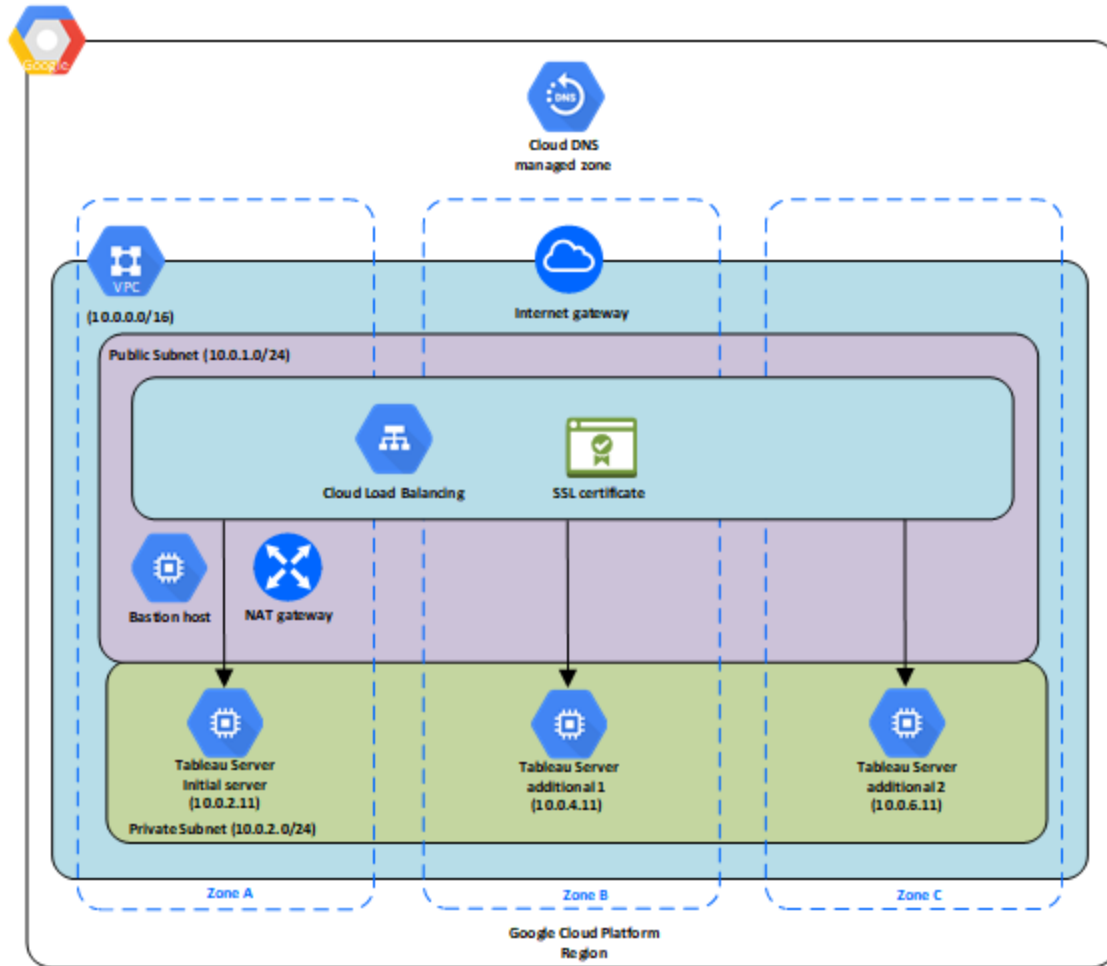 Google
Cloud DNS
managed zone
VPC
(10.0.0.0/16)
Internet gateway
Public Subnet (10.0.1.0/24)
DNS
Cloud Load Balancing
SSL certificate
Bastion host
NAT gateway
Tableau Server
Initial server
(10.0.2.11)
Tableau Server
additional 1
(10.0.4.11)
Tableau Server
additional 2
(10.0.6.11)
Private Subnet (10.0.2.0/24)
Zone A
Zone B
Zone C
Google Cloud Platform
Region